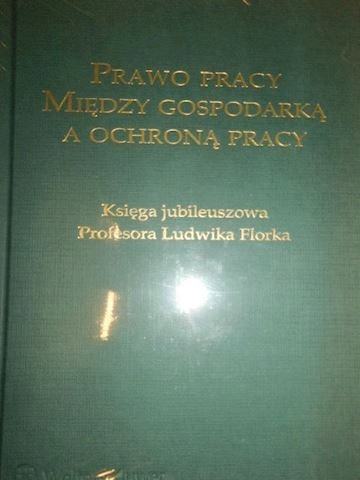 PRAWO PRACY
MIĘDZY GOSPODARKĄ
A OCHRONĄ PRACY
Księga jubileuszowa
Profesora Ludwika Florka